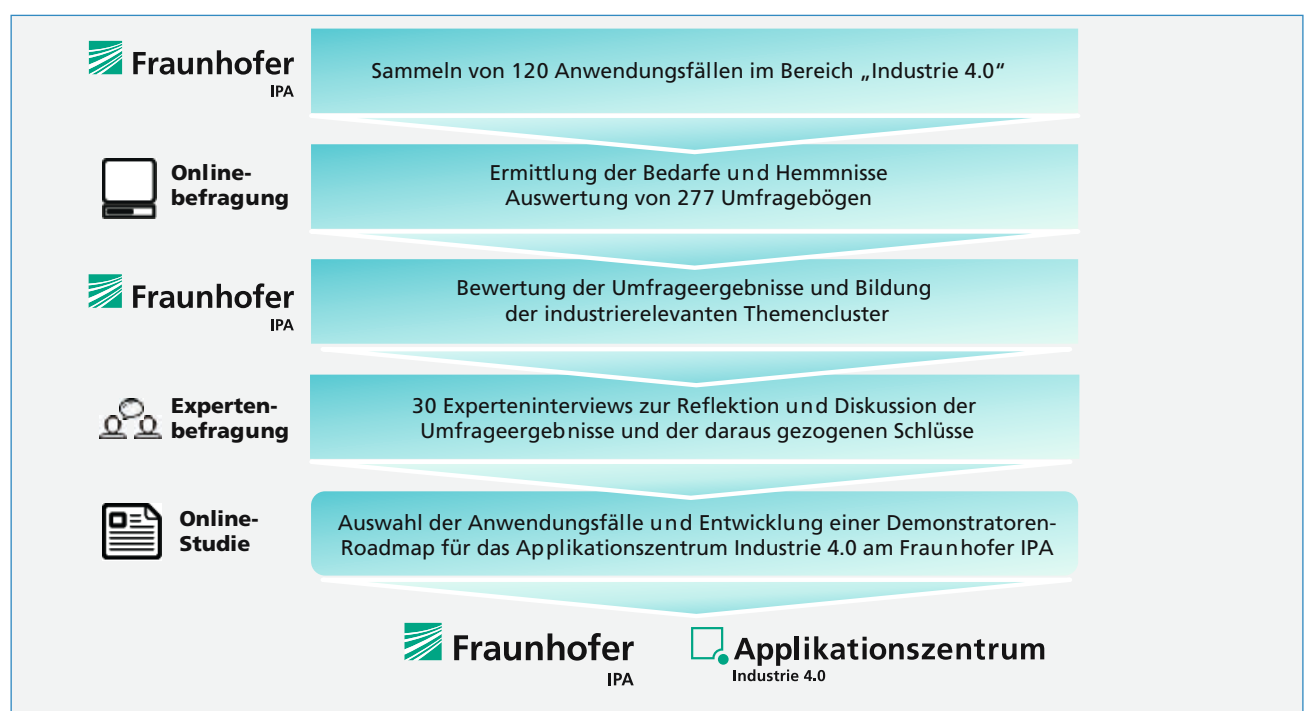 Fraunhofer
IPA
Sammeln von 120 Anwendungsfällen im Bereich „Industrie 4.0“
Online-
befragung
Ermittlung der Bedarfe und Hemmnisse
Auswertung von 277 Umfragebögen
Fraunhofer
IPA
Bewertung der Umfrageergebnisse und Bildung
der industrierelevanten Themencluster
Experten-
befragung
30 Experteninterviews zur Reflektion und Diskussion der
Umfrageergebnisse und der daraus gezogenen Schlüsse
Online-
Studie
Auswahl der Anwendungsfälle und Entwicklung einer Demonstratoren-
Roadmap für das Applikationszentrum Industrie 4.0 am Fraunhofer IPA
Fraunhofer
IPA
Applikationszentrum
Industrie 4.0